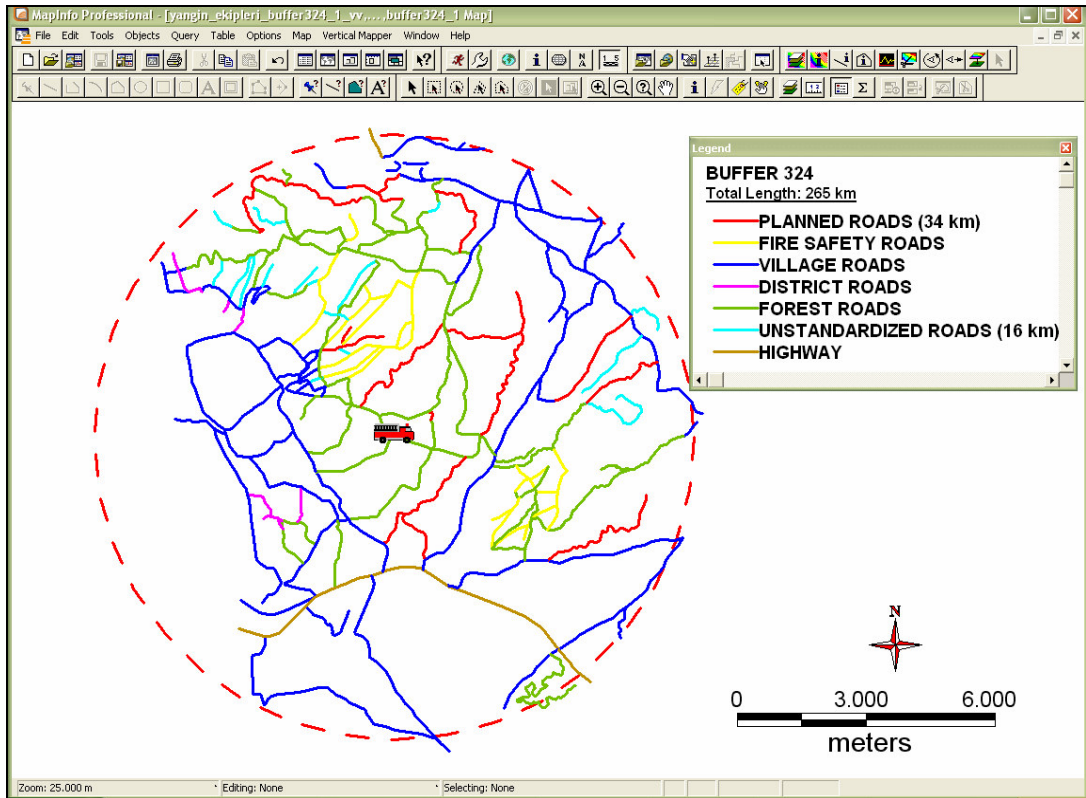 MapInfo Professional - [yangin_ekipleri_buffer324_1_vv,... ,buffer324_1 Map]
File Edit Tools Objects Query Table Options Map Vertical Mapper Window Help
Legend
BUFFER 324
Total Length: 265 km
PLANNED ROADS (34 km)
FIRE SAFETY ROADS
VILLAGE ROADS
DISTRICT ROADS
FOREST ROADS
UNSTANDARDIZED ROADS (16 km)
HIGHWAY
N
0 3.000 6.000
meters
Zoom: 25.000 m Editing: None Selecting: None